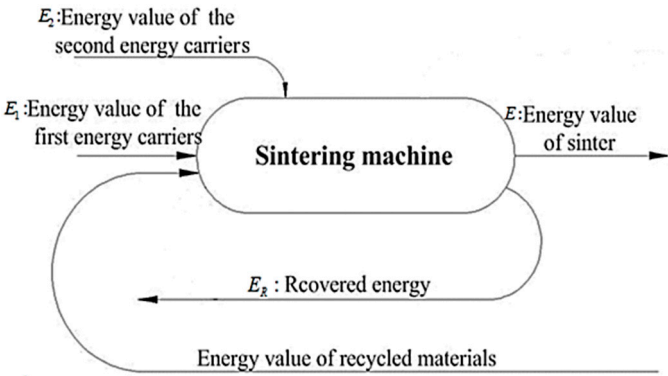 E₂:Energy value of the
second energy carriers
E₁:Energy value of the
first energy carriers
E:Energy value
of sinter
Sintering machine
E_R : Rcovered energy
Energy value of recycled materials